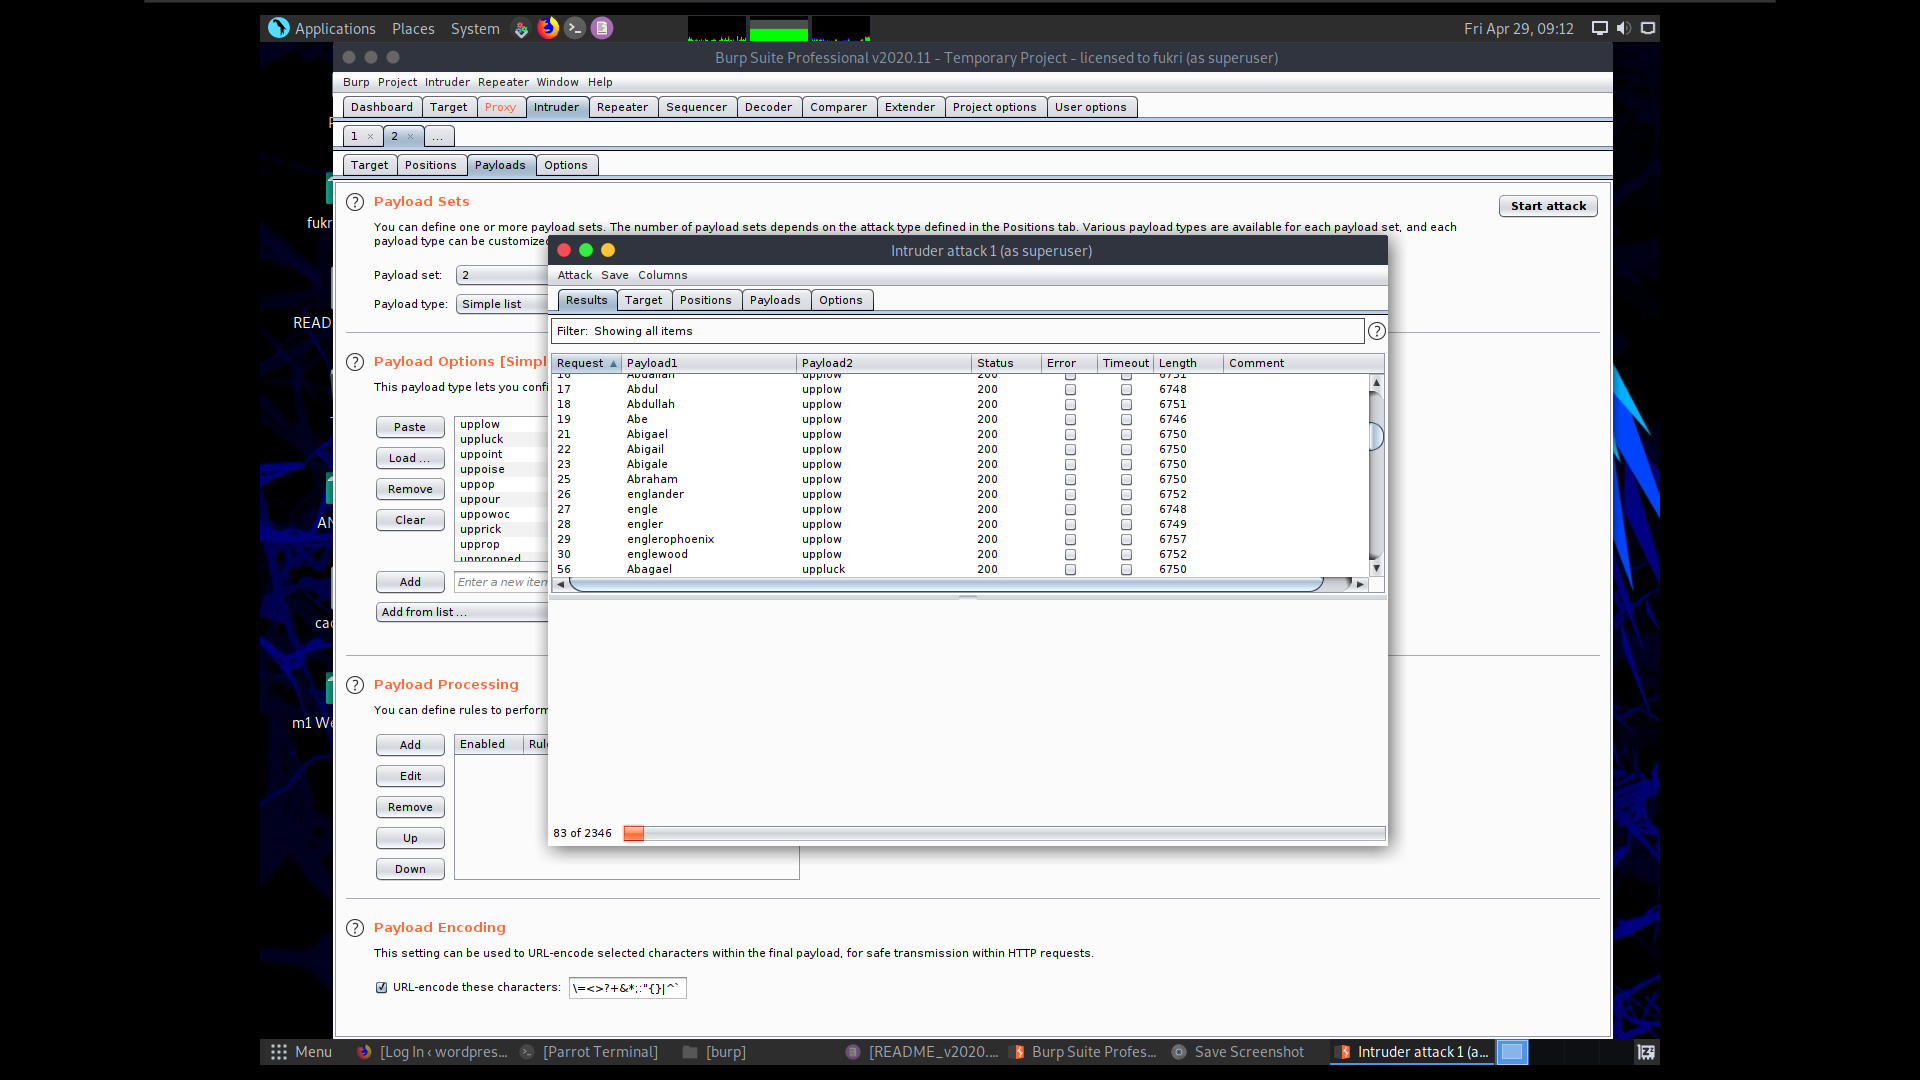 Applications Places System
Fri Apr 29, 09:12
Burp Suite Professional v2020.11 - Temporary Project - licensed to fukri (as superuser)
Burp Project Intruder Repeater Window Help
Dashboard Target Proxy Intruder Repeater Sequencer Decoder Comparer Extender Project options User options
1 × 2 × ...
Target Positions Payloads Options
Payload Sets
Start attack
You can define one or more payload sets. The number of payload sets depends on the attack type defined in the Positions tab. Various payload types are available for each payload set, and each
payload type can be customized
Payload set: 2
Payload type: Simple list
Payload Options [Simpl
This payload type lets you confi
Paste
Load ...
Remove
Clear
upplow
uppluck
uppoint
uppoise
uppop
uppour
uppowoc
upprick
upprop
uppropped
Add
Enter a new item
Add from list ...
Payload Processing
You can define rules to perform
Add
Edit
Remove
Up
Down
Enabled Rul
Payload Encoding
This setting can be used to URL-encode selected characters within the final payload, for safe transmission within HTTP requests.
URL-encode these characters: \=<>?+&*;:"{}|^`
Intruder attack 1 (as superuser)
Attack Save Columns
Results Target Positions Payloads Options
Filter: Showing all items
Request Payload1 Payload2 Status Error Timeout Length Comment
16 Abdallah upplow 200 6751
17 Abdul upplow 200 6748
18 Abdullah upplow 200 6751
19 Abe upplow 200 6746
21 Abigael upplow 200 6750
22 Abigail upplow 200 6750
23 Abigale upplow 200 6750
25 Abraham upplow 200 6750
26 englander upplow 200 6752
27 engle upplow 200 6748
28 engler upplow 200 6749
29 englerophoenix upplow 200 6757
30 englewood upplow 200 6752
56 Abagael uppluck 200 6750
83 of 2346
fukr
READ
AN
cac
m1 We
Menu [Log In ‹ wordpres... [Parrot Terminal] [burp] [README_v2020.... Burp Suite Profes... Save Screenshot Intruder attack 1 (a...